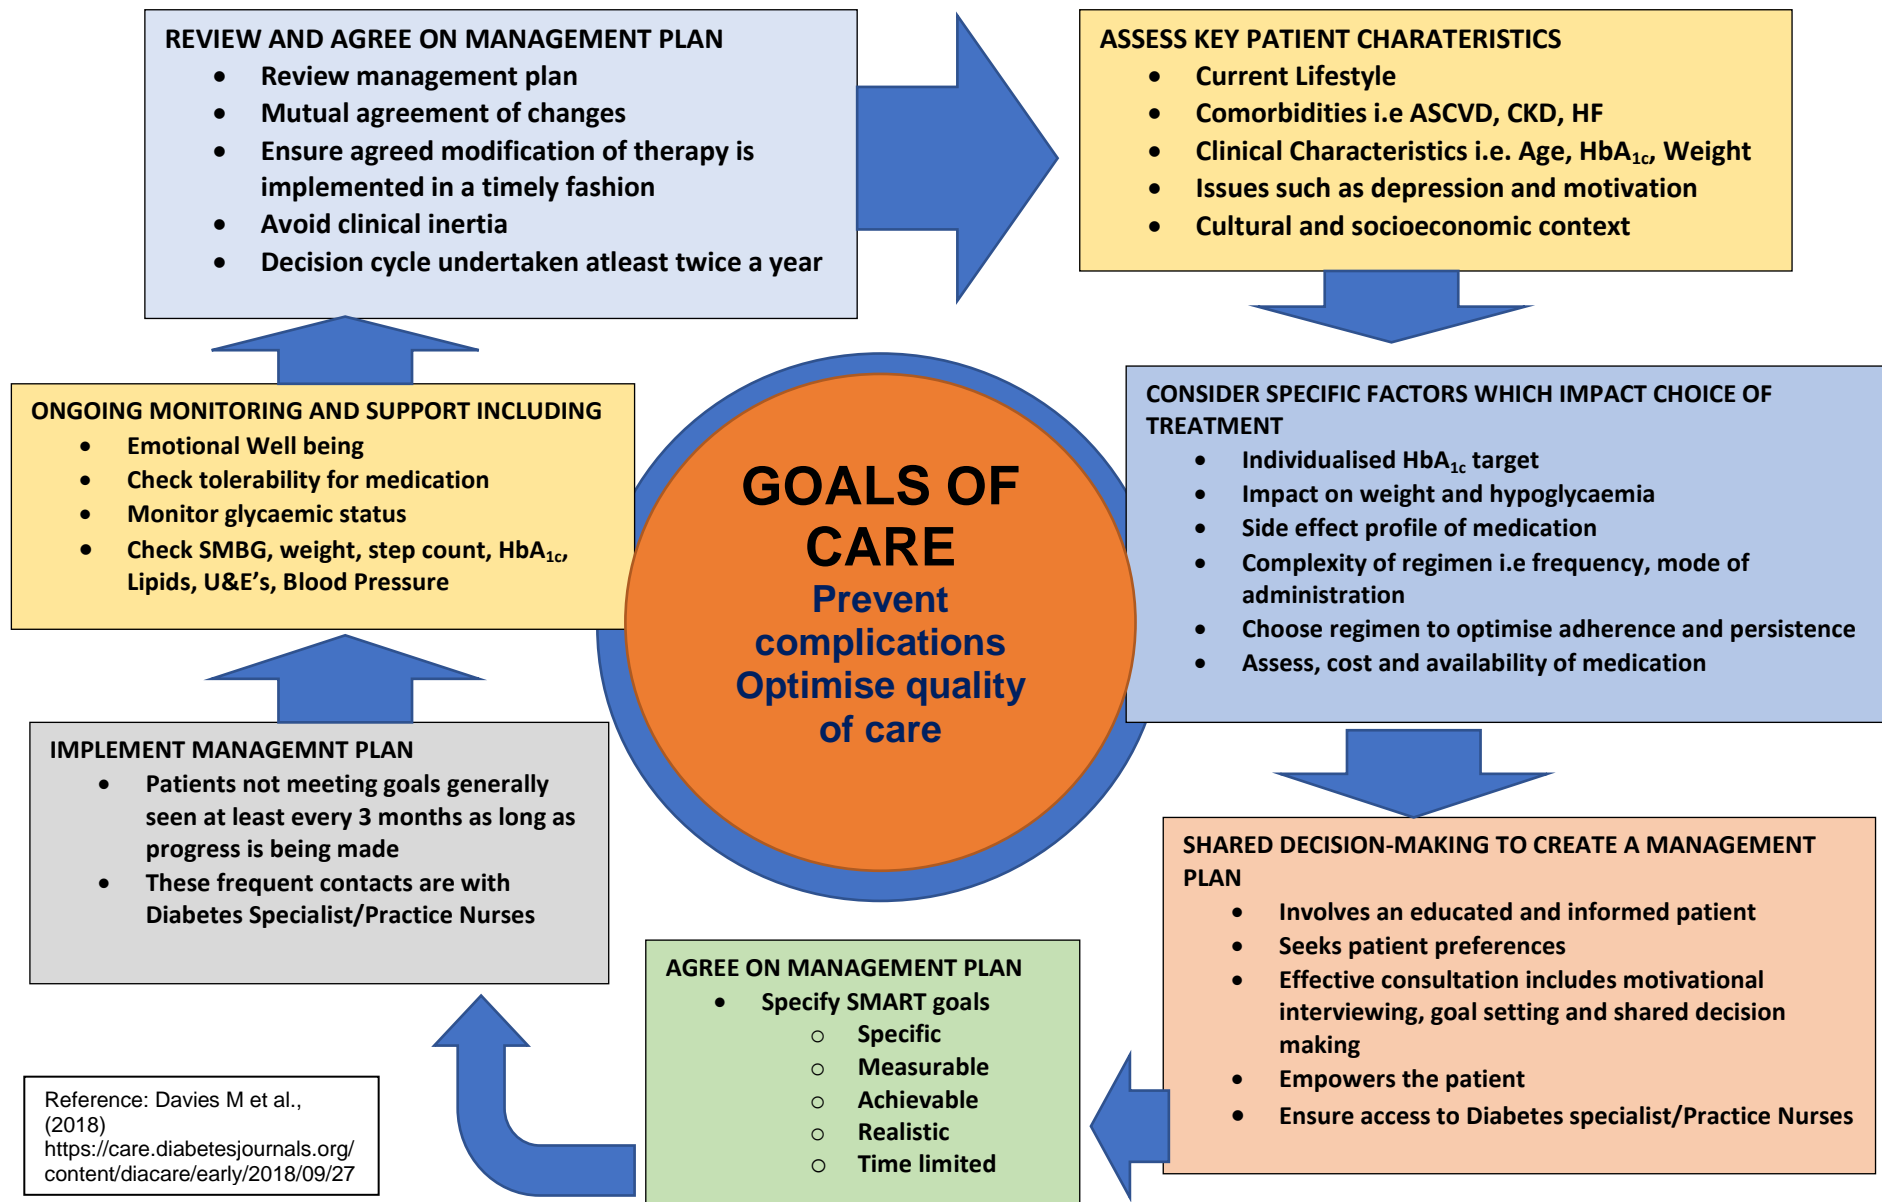 REVIEW AND AGREE ON MANAGEMENT PLAN
• Review management plan
• Mutual agreement of changes
• Ensure agreed modification of therapy is
implemented in a timely fashion
• Avoid clinical inertia
• Decision cycle undertaken atleast twice a year
ASSESS KEY PATIENT CHARATERISTICS
• Current Lifestyle
• Comorbidities i.e ASCVD, CKD, HF
• Clinical Characteristics i.e. Age, HbA1c, Weight
• Issues such as depression and motivation
• Cultural and socioeconomic context
CONSIDER SPECIFIC FACTORS WHICH IMPACT CHOICE OF
TREATMENT
• Individualised HbA1c target
• Impact on weight and hypoglycaemia
• Side effect profile of medication
• Complexity of regimen i.e frequency, mode of
administration
• Choose regimen to optimise adherence and persistence
• Assess, cost and availability of medication
SHARED DECISION-MAKING TO CREATE A MANAGEMENT
PLAN
• Involves an educated and informed patient
• Seeks patient preferences
• Effective consultation includes motivational
interviewing, goal setting and shared decision
making
• Empowers the patient
• Ensure access to Diabetes specialist/Practice Nurses
AGREE ON MANAGEMENT PLAN
• Specify SMART goals
o Specific
o Measurable
o Achievable
o Realistic
o Time limited
IMPLEMENT MANAGEMNT PLAN
• Patients not meeting goals generally
seen at least every 3 months as long as
progress is being made
• These frequent contacts are with
Diabetes Specialist/Practice Nurses
ONGOING MONITORING AND SUPPORT INCLUDING
• Emotional Well being
• Check tolerability for medication
• Monitor glycaemic status
• Check SMBG, weight, step count, HbA1c,
Lipids, U&E’s, Blood Pressure
GOALS OF
CARE
Prevent
complications
Optimise quality
of care
Reference: Davies M et al.,
(2018)
https://care.diabetesjournals.org/
content/diacare/early/2018/09/27